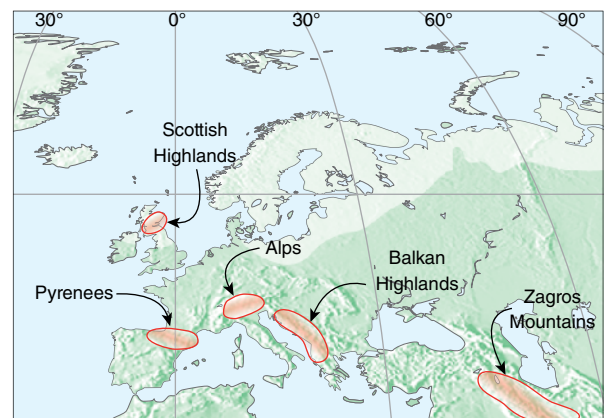 30°
0°
30°
60°
90°
Scottish
Highlands
Alps
Balkan
Highlands
Pyrenees
Zagros
Mountains